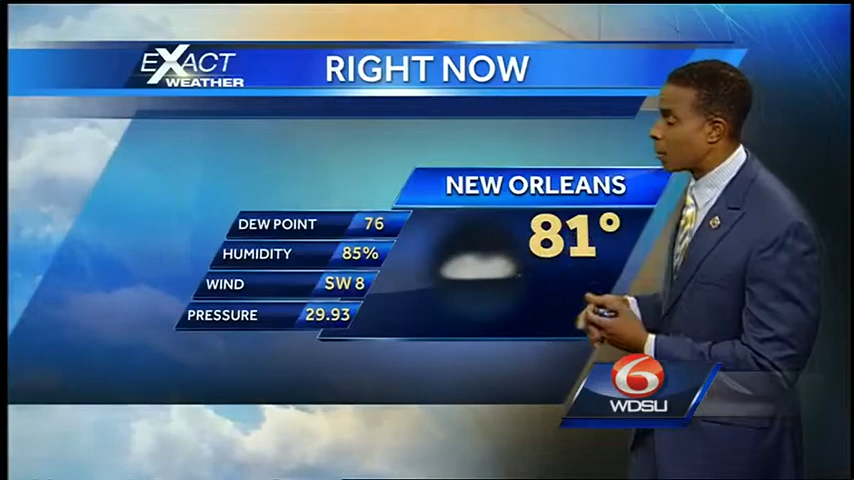 EXACT
WEATHER
RIGHT NOW
NEW ORLEANS
81°
DEW POINT 76
HUMIDITY 85%
WIND SW 8
PRESSURE 29.93
6
WDSU